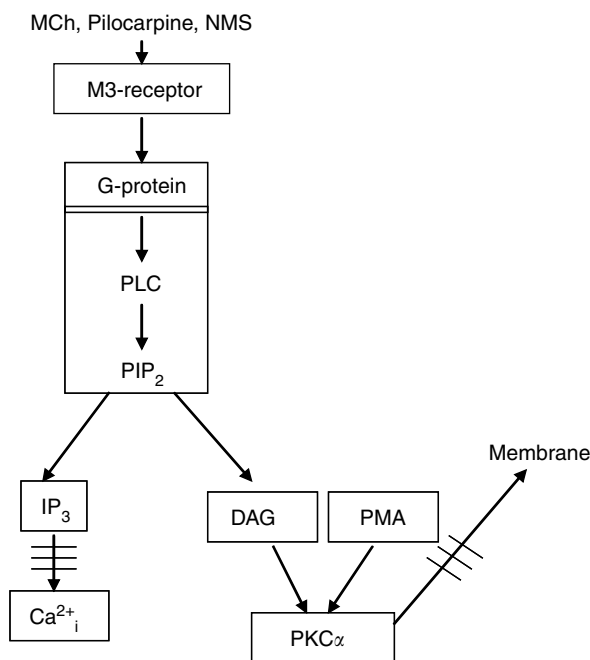 MCh, Pilocarpine, NMS
M3-receptor
G-protein
PLC
PIP₂
Membrane
IP₃
DAG
PMA
Ca²⁺ᵢ
PKCα